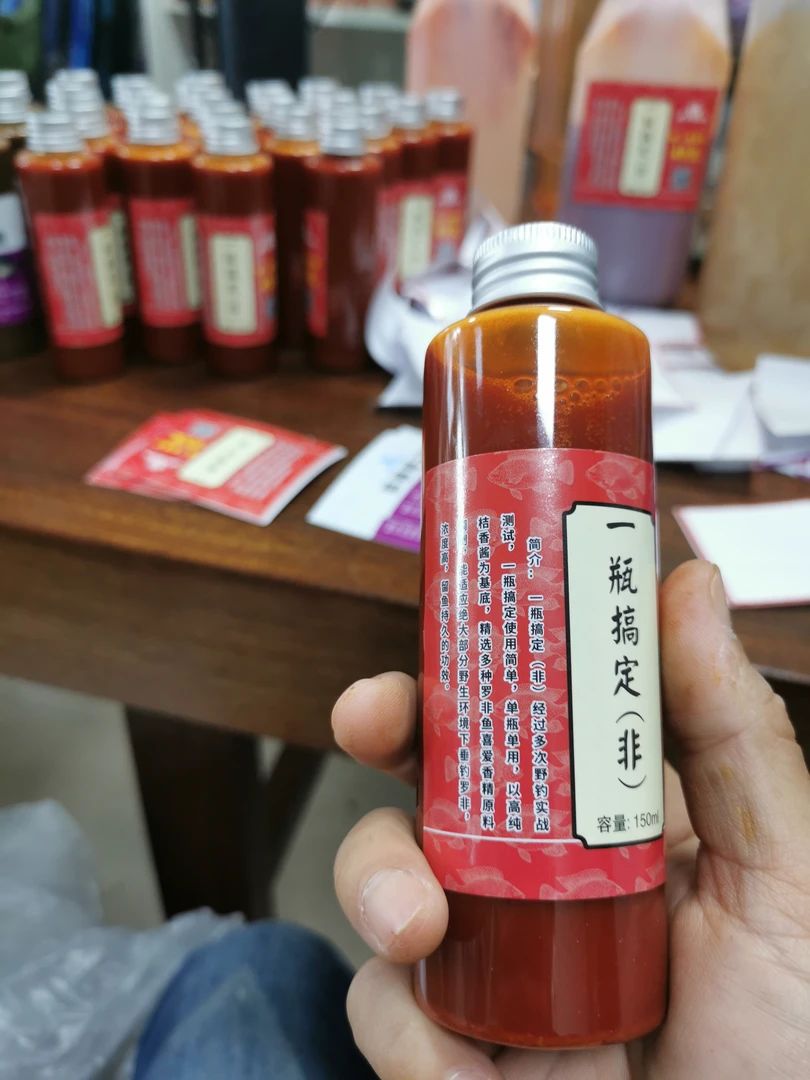 一瓶搞定（非）
容量: 150ml
简介：一瓶搞定（非）经过多次野钓实战
测试，一瓶搞定使用简单，单瓶单用，以高纯
桔香酱为基底，精选多种罗非鱼喜爱香精原料
，能适应绝大部分野生环境下垂钓罗非，
浓度高，留鱼持久的功效。